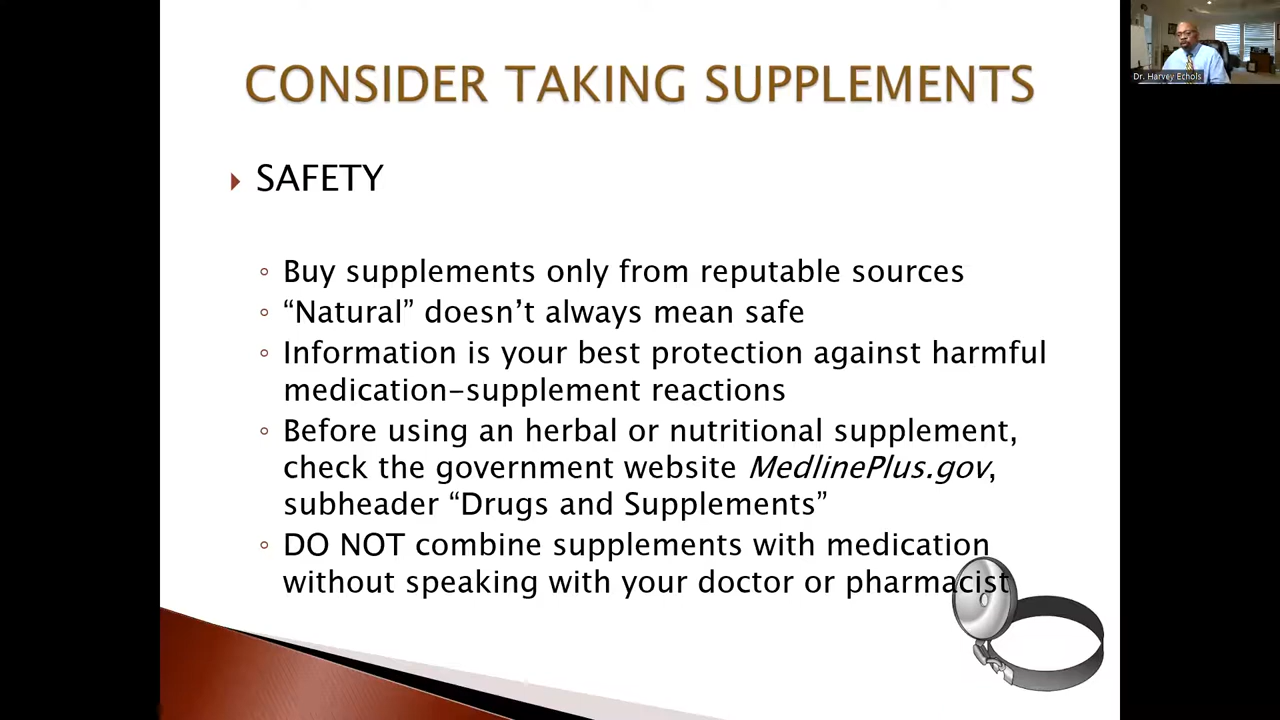 CONSIDER TAKING SUPPLEMENTS
SAFETY
Buy supplements only from reputable sources
“Natural” doesn’t always mean safe
Information is your best protection against harmful
medication-supplement reactions
Before using an herbal or nutritional supplement,
check the government website MedlinePlus.gov,
subheader “Drugs and Supplements”
DO NOT combine supplements with medication
without speaking with your doctor or pharmacist
Dr. Harvey Echols